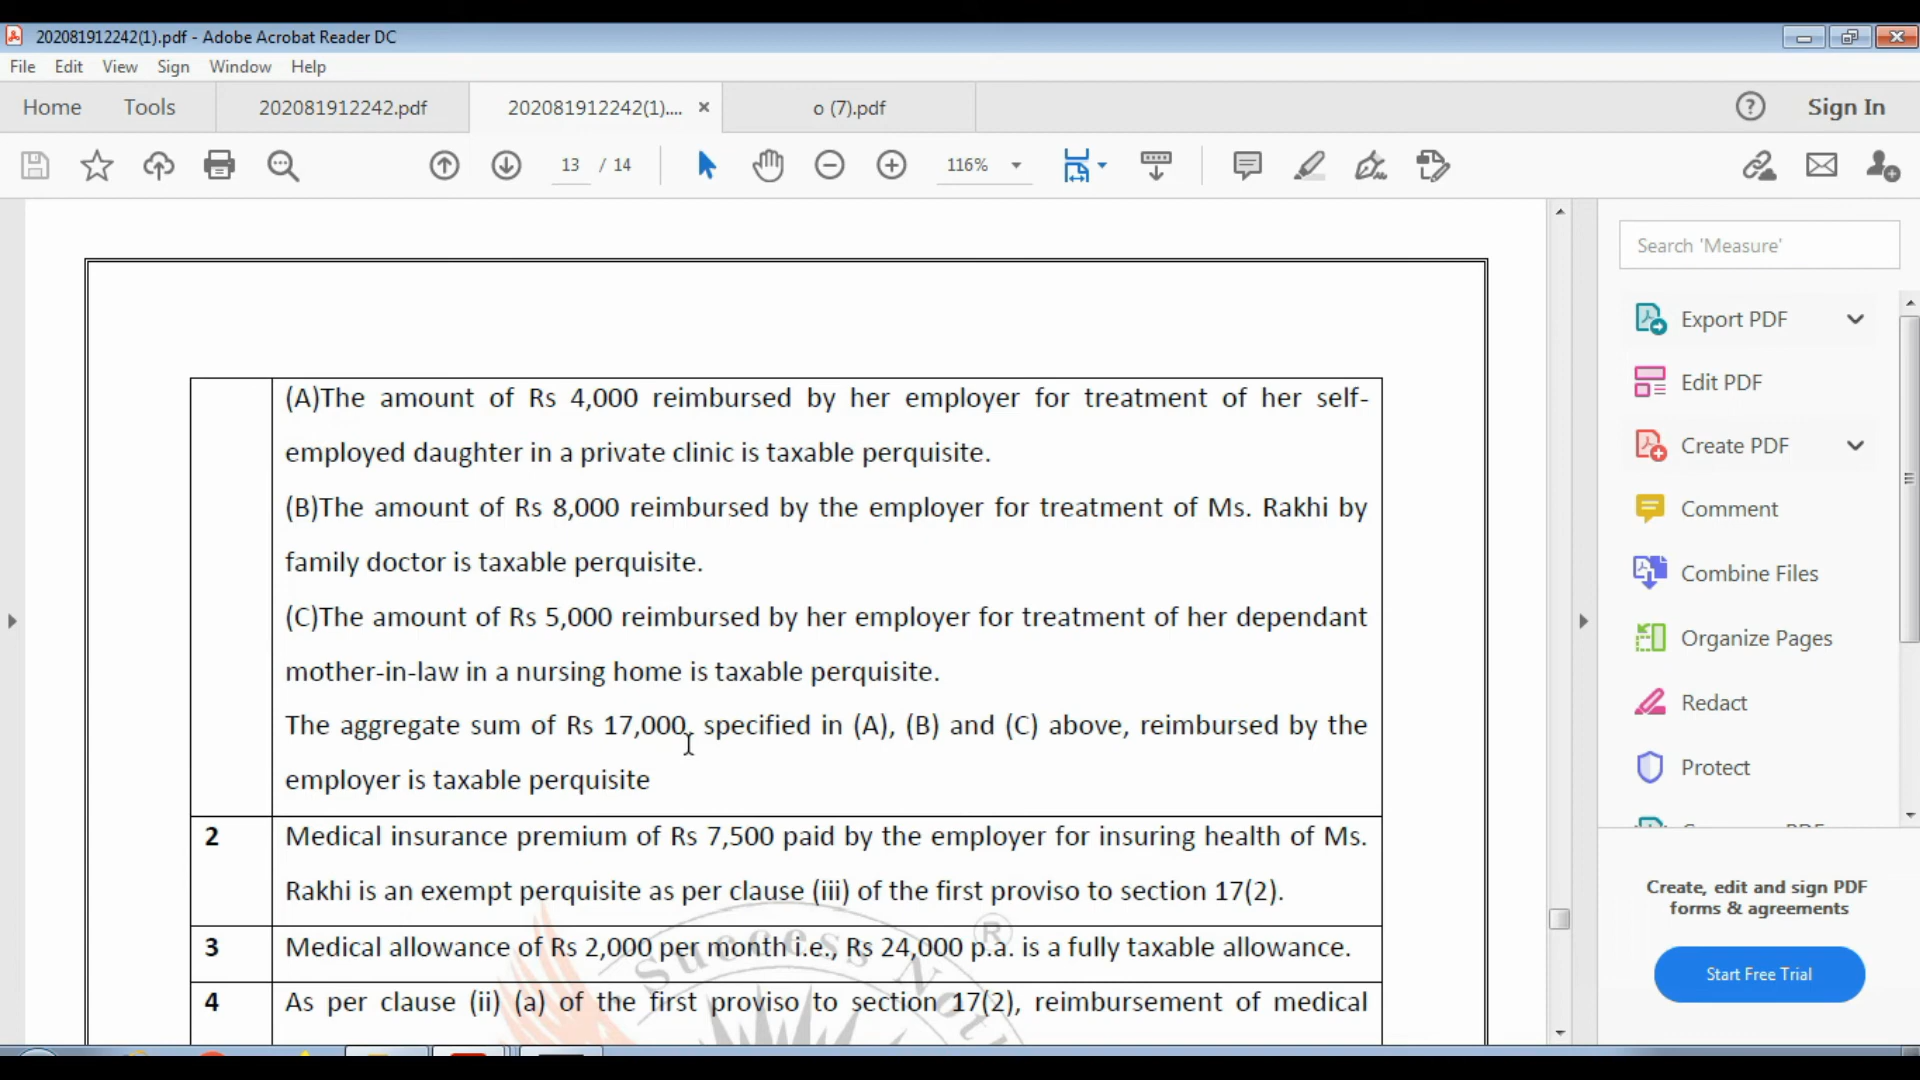 202081912242(1).pdf - Adobe Acrobat Reader DC
File Edit View Sign Window Help
Home Tools 202081912242.pdf 202081912242(1).... × o (7).pdf ? Sign In
13 / 14 116%
Search 'Measure'
Export PDF
Edit PDF
Create PDF
Comment
Combine Files
Organize Pages
Redact
Protect
Create, edit and sign PDF
forms & agreements
Start Free Trial
(A)The amount of Rs 4,000 reimbursed by her employer for treatment of her self-
employed daughter in a private clinic is taxable perquisite.
(B)The amount of Rs 8,000 reimbursed by the employer for treatment of Ms. Rakhi by
family doctor is taxable perquisite.
(C)The amount of Rs 5,000 reimbursed by her employer for treatment of her dependant
mother-in-law in a nursing home is taxable perquisite.
The aggregate sum of Rs 17,000, specified in (A), (B) and (C) above, reimbursed by the
employer is taxable perquisite
2 Medical insurance premium of Rs 7,500 paid by the employer for insuring health of Ms.
Rakhi is an exempt perquisite as per clause (iii) of the first proviso to section 17(2).
3 Medical allowance of Rs 2,000 per month i.e., Rs 24,000 p.a. is a fully taxable allowance.
4 As per clause (ii) (a) of the first proviso to section 17(2), reimbursement of medical
Success Not
®